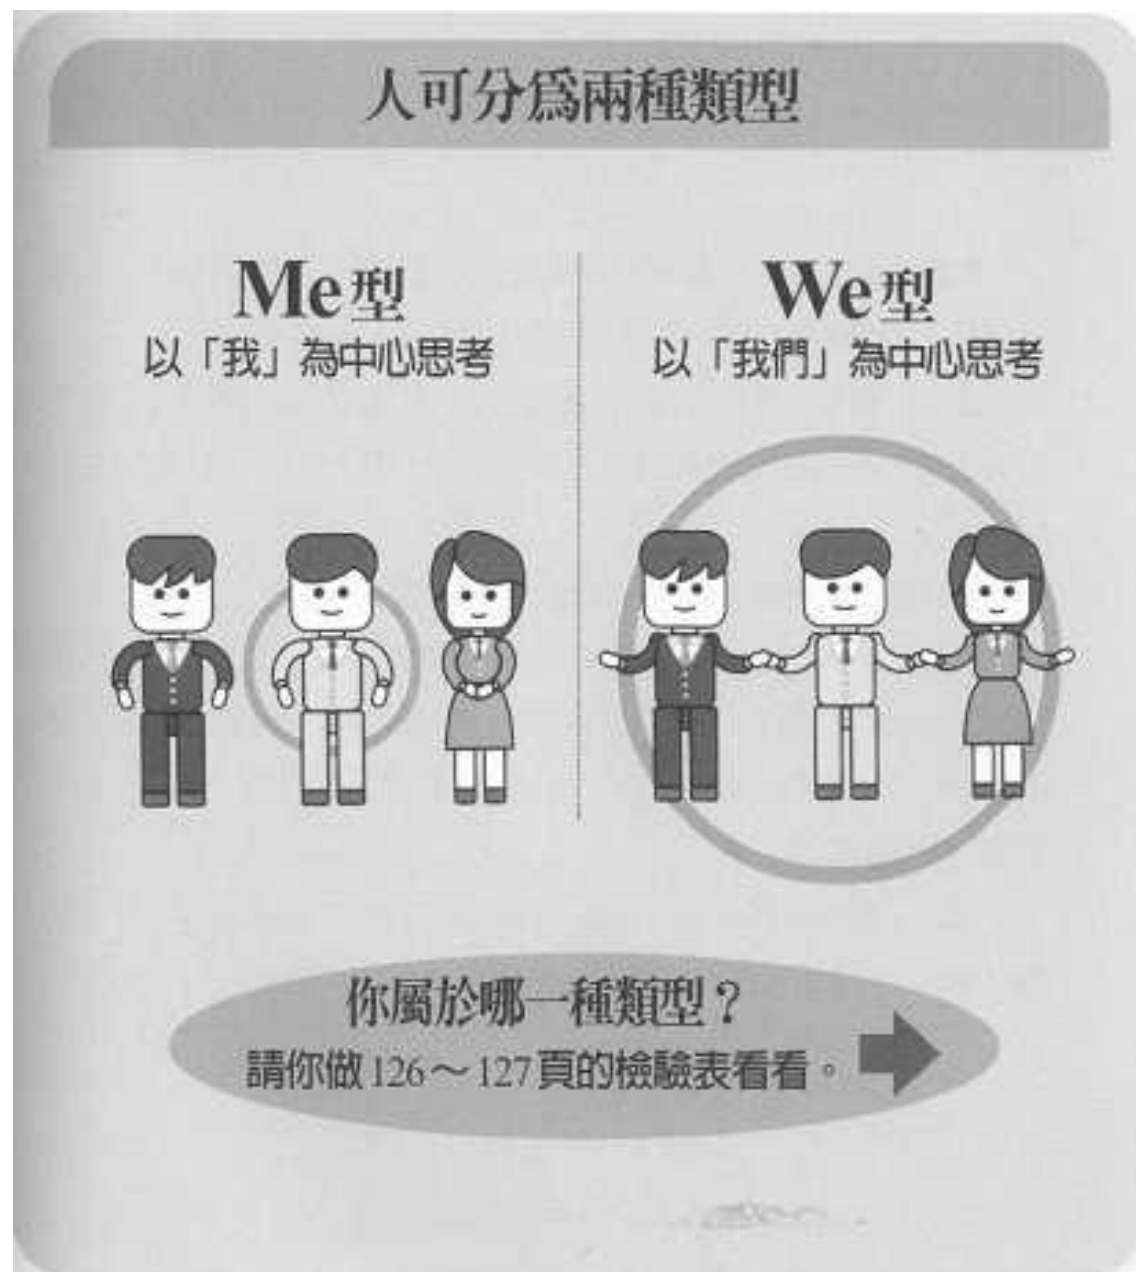 人可分爲兩種類型
Me型
以「我」為中心思考
We型
以「我們」為中心思考
你屬於哪一種類型？
請你做126～127頁的檢驗表看看。